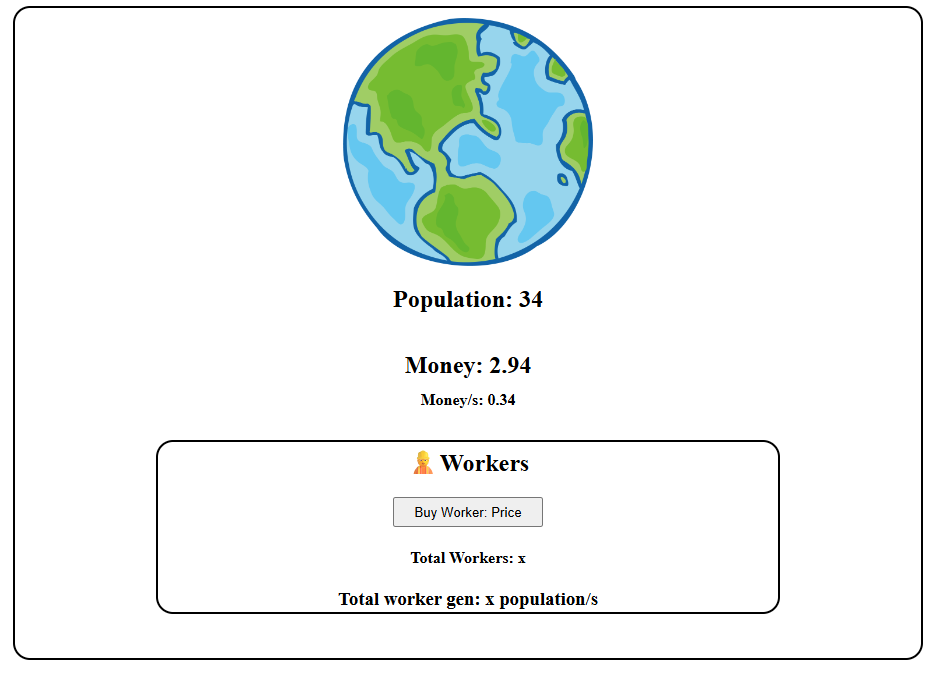 Population: 34
Money: 2.94
Money/s: 0.34
Workers
Buy Worker: Price
Total Workers: x
Total worker gen: x population/s